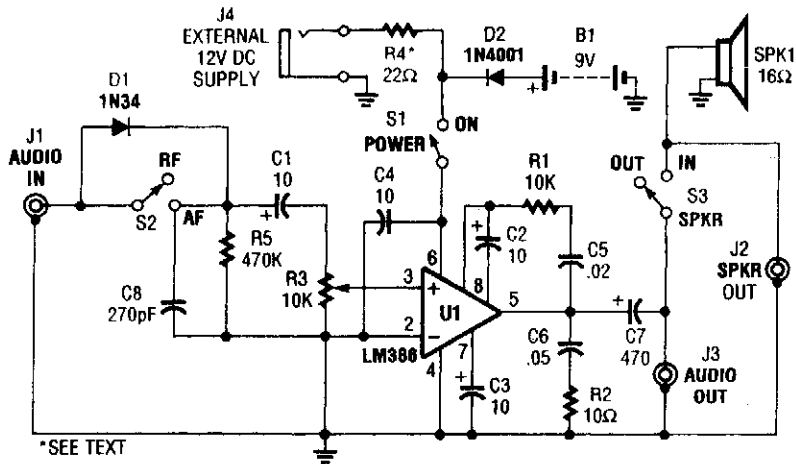 J4
EXTERNAL
12V DC
SUPPLY
R4*
22Ω
D2
1N4001
B1
9V
+
SPK1
16Ω
D1
1N34
S1
POWER
ON
J1
AUDIO
IN
RF
S2
AF
C1
10
+
C4
10
R1
10K
OUT
IN
S3
SPKR
R5
470K
R3
10K
C8
270pF
6
3
+
2
−
U1
LM386
8
5
7
4
+
C2
10
C5
.02
C6
.05
+
C7
470
J2
SPKR
OUT
J3
AUDIO
OUT
+
C3
10
R2
10Ω
*SEE TEXT